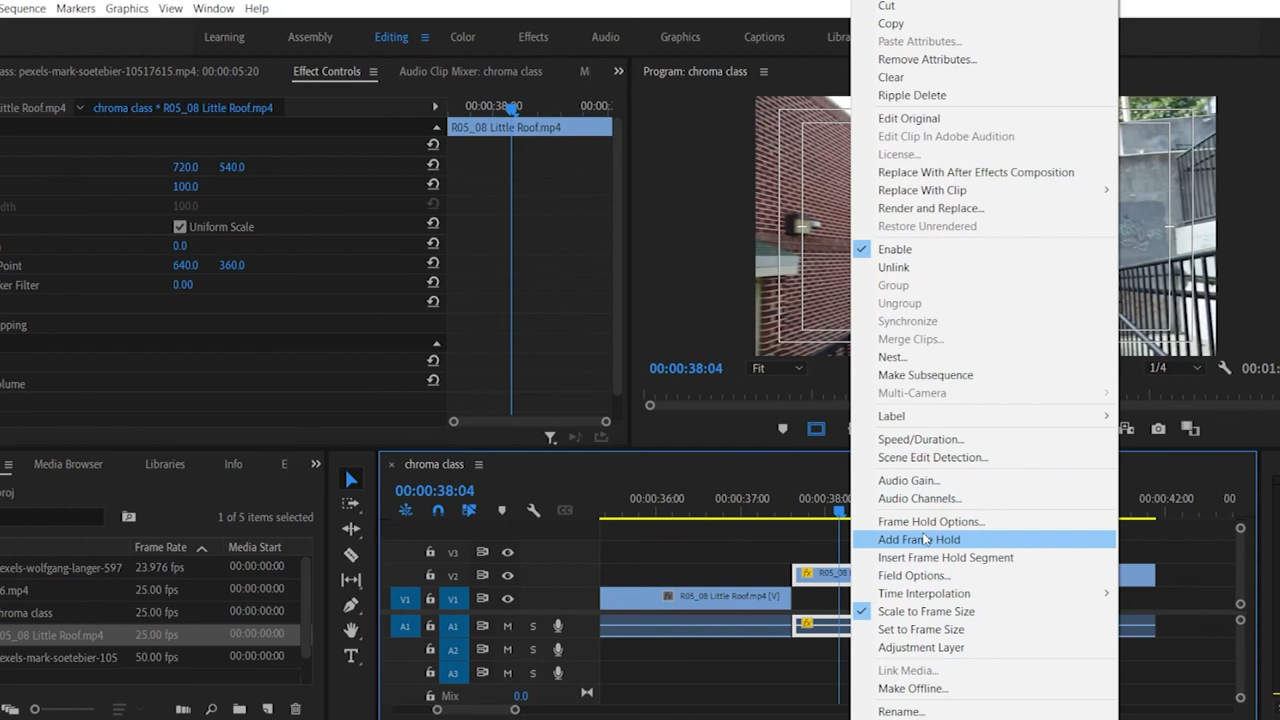 Sequence Markers Graphics View Window Help
Learning Assembly Editing Color Effects Audio Graphics Captions
ass: pexels-mark-soetebier-10517615.mp4: 00:00:05:20 Effect Controls Audio Clip Mixer: chroma class M
Program: chroma class
ittle Roof.mp4 chroma class * R05_08 Little Roof.mp4
00:00:38:00 00:00:
R05_08 Little Roof.mp4
720.0 540.0
100.0
width 100.0
Uniform Scale
0.0
Point 640.0 360.0
ker Filter 0.00
apping
olume
00:00:38:04 Fit 1/4
Media Browser Libraries Info E
roj
1 of 5 items selected
Frame Rate Media Start
exels-wolfgang-langer-597 23.976 fps 00:00:00:00
6.mp4 25.00 fps 00:00:00:00
chroma class 25.00 fps 00:00:00:00
05_08 Little Roof.mp4 25.00 fps 00:00:00:00
exels-mark-soetebier-105 50.00 fps 00:00:00:00
chroma class
00:00:38:04
00:00:36:00 00:00:37:00 00:00:38:00 00:00:42:00 00
V3
V2
V1 V1 R05_08 Little Roof.mp4 [V]
A1 A1 M S
A2 M S
A3 M S
Mix 0.0
Cut
Copy
Paste Attributes...
Remove Attributes...
Clear
Ripple Delete
Edit Original
Edit Clip In Adobe Audition
License...
Replace With After Effects Composition
Replace With Clip
Render and Replace...
Restore Unrendered
Enable
Unlink
Group
Ungroup
Synchronize
Merge Clips...
Nest...
Make Subsequence
Multi-Camera
Label
Speed/Duration...
Scene Edit Detection...
Audio Gain...
Audio Channels...
Frame Hold Options...
Add Frame Hold
Insert Frame Hold Segment
Field Options...
Time Interpolation
Scale to Frame Size
Set to Frame Size
Adjustment Layer
Link Media...
Make Offline...
Rename...